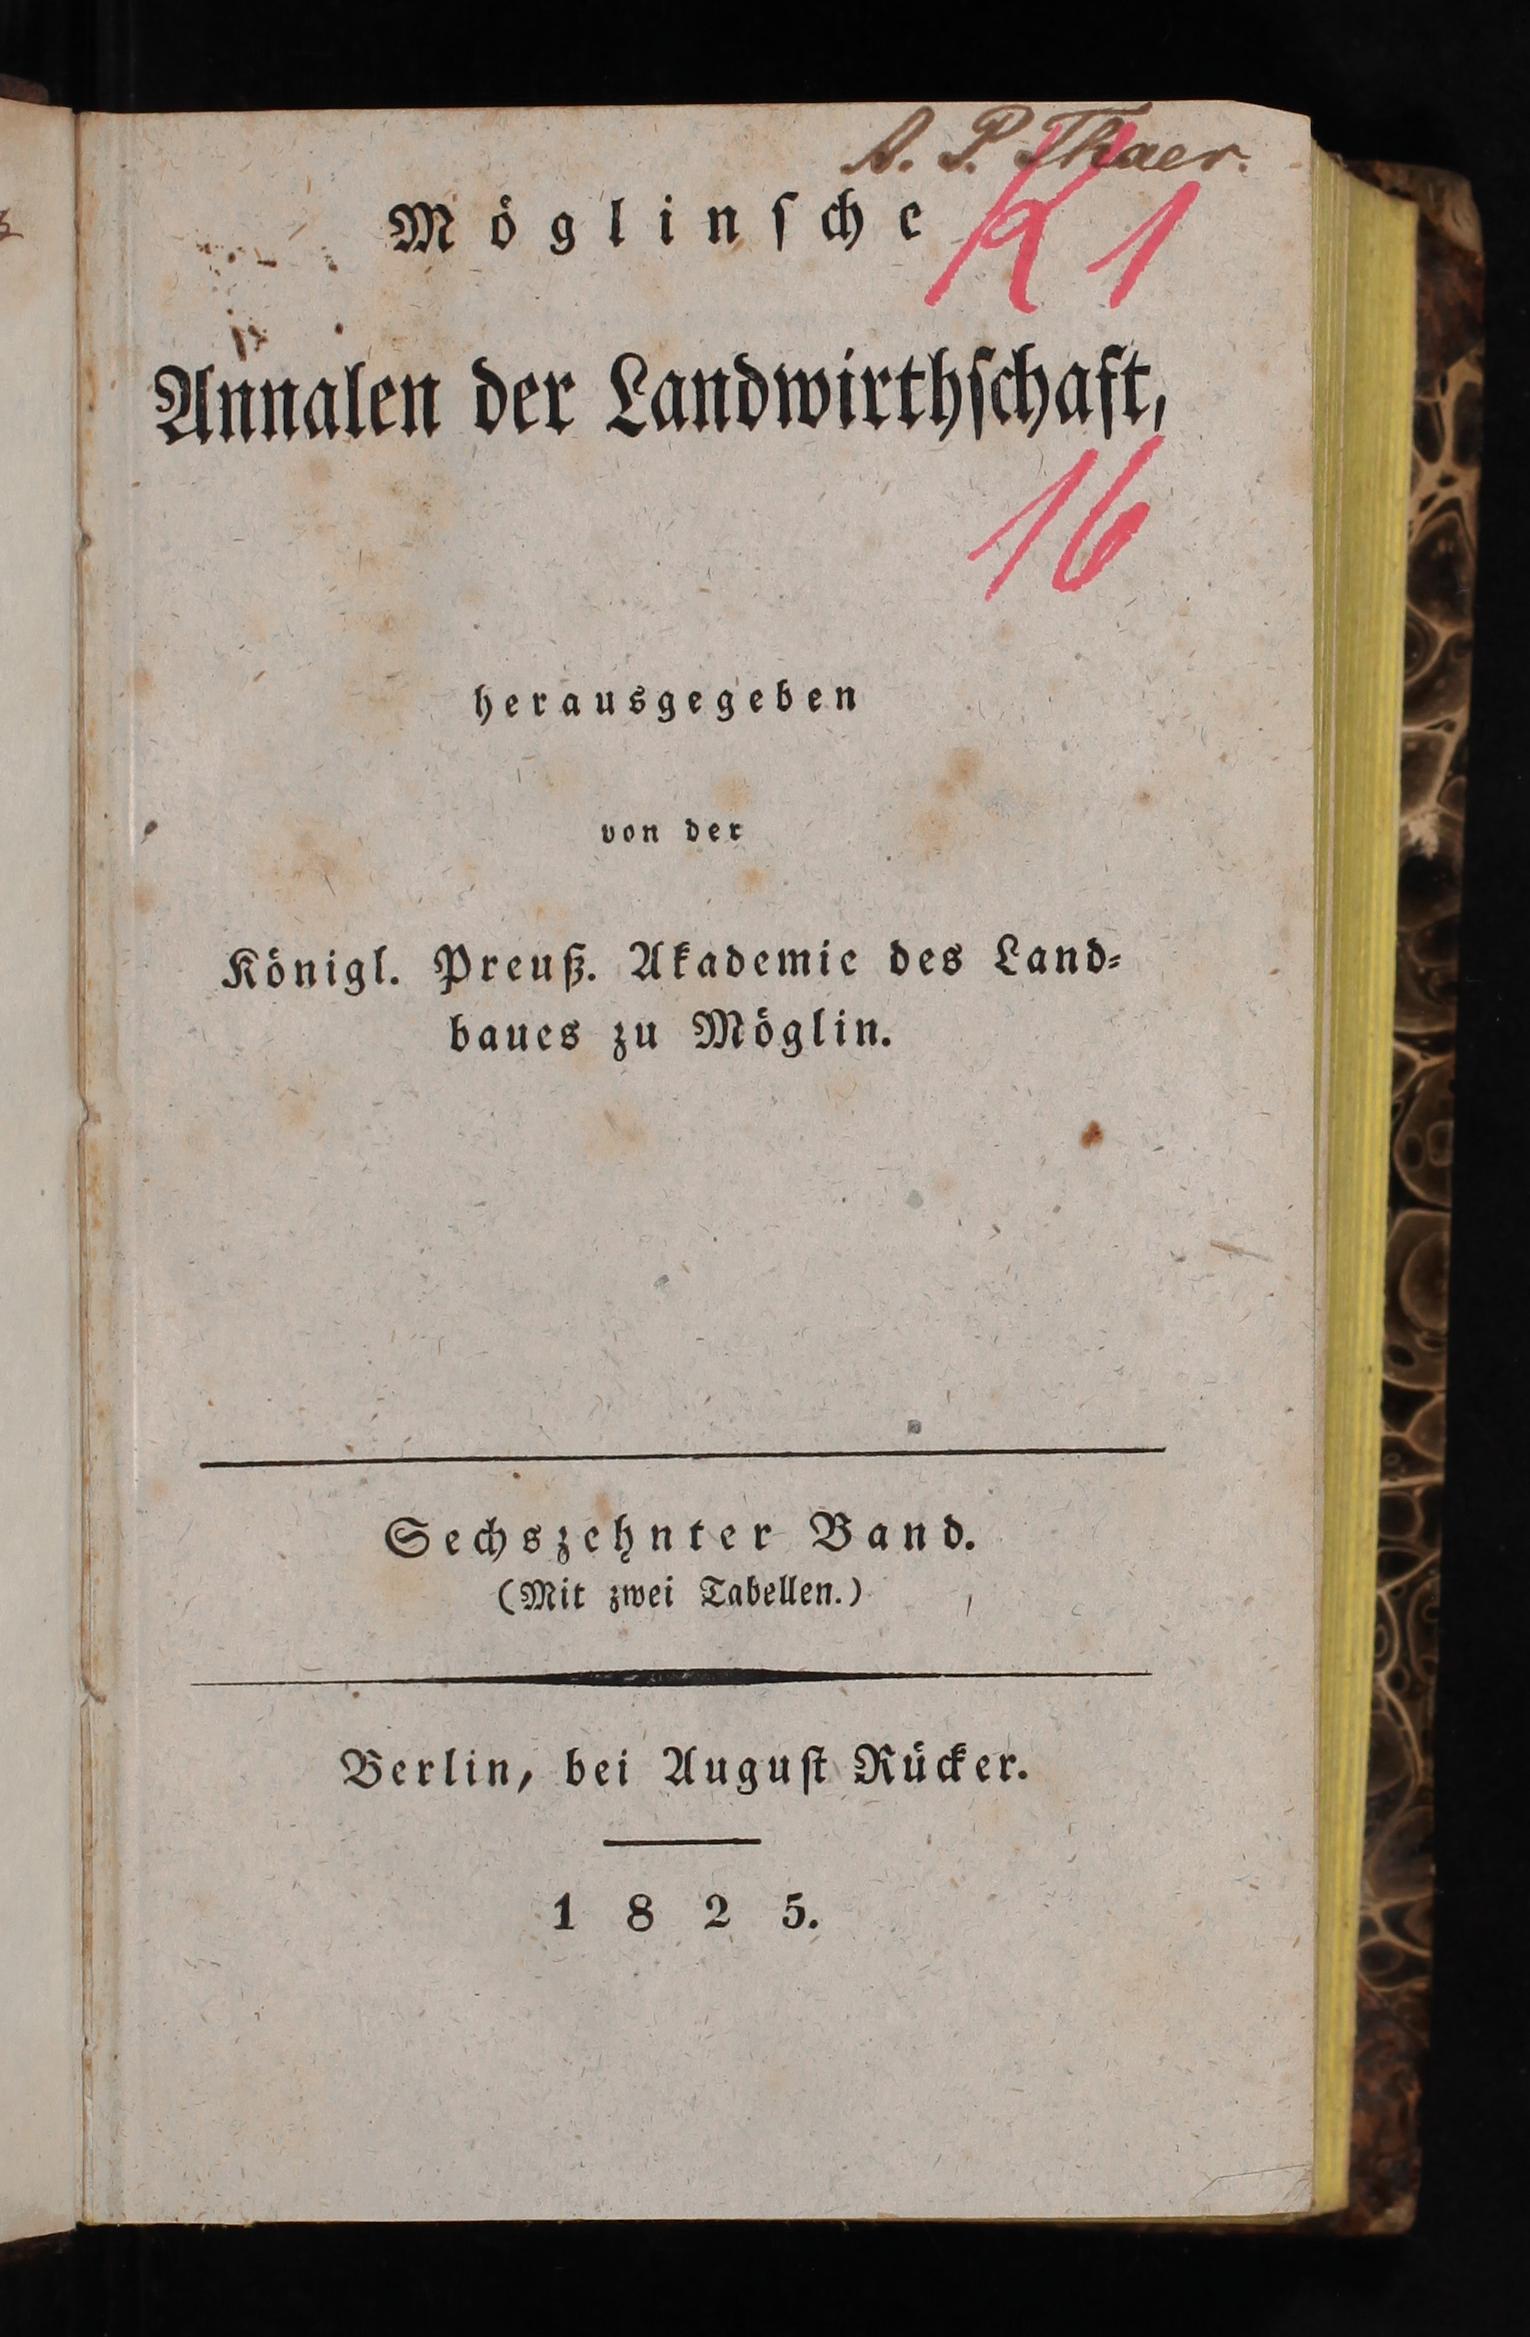 A. P. Thaer.
Möglinſche
K 1
Annalen der Landwirthſchaft,
16
herausgegeben
von der
Königl. Preuß. Akademie des Land⸗
baues zu Möglin.
Sechszehnter Band.
(Mit zwei Tabellen.)
Berlin, bei Auguſt Rücker.
1825.